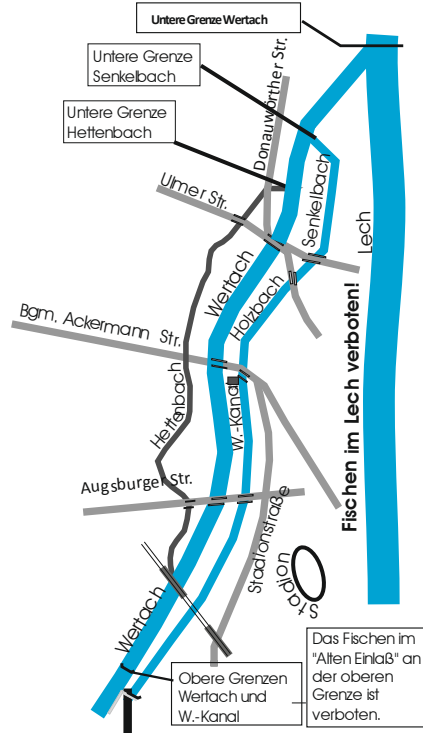 Untere Grenze Wertach
Untere Grenze
Senkelbach
Untere Grenze
Hettenbach
Donauwörther Str.
Ulmer Str.
Senkelbach
Lech
Wertach
Holzbach
Bgm. Ackermann Str.
Hettenbach
W.-Kanal
Fischen im Lech verboten!
Augsburger Str.
Stadionstraße
Stadion
Wertach
Obere Grenzen
Wertach und
W.-Kanal
Das Fischen im
"Alten Einlaß" an
der oberen
Grenze ist
verboten.